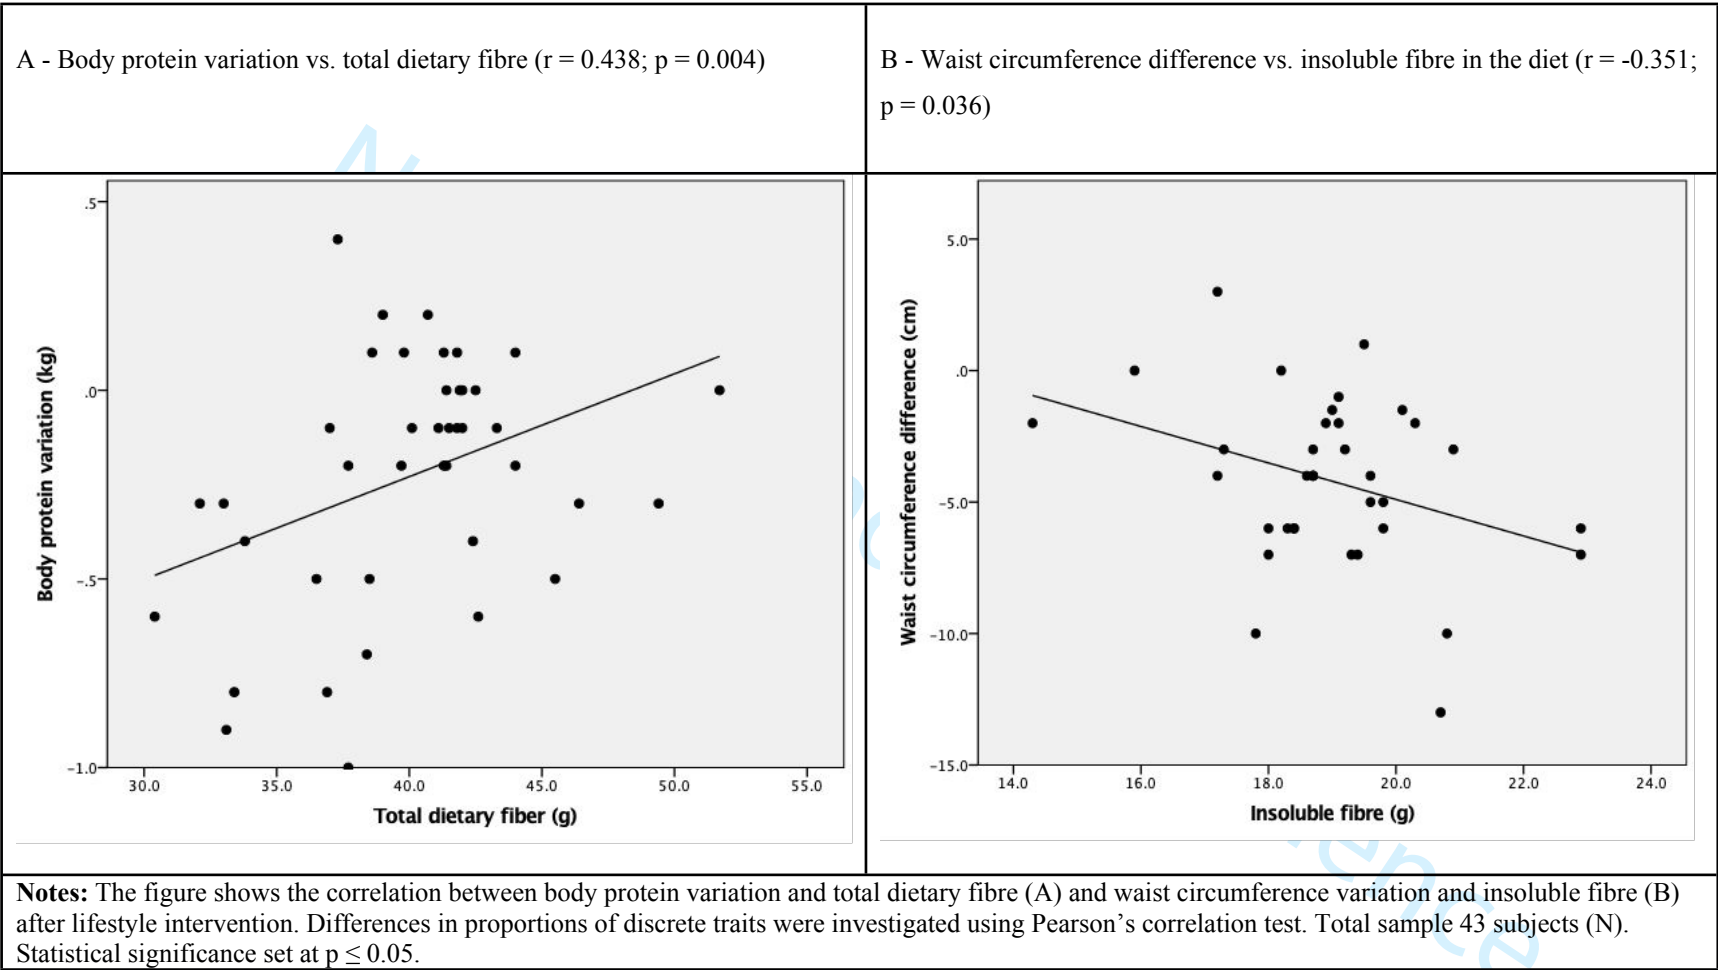 A - Body protein variation vs. total dietary fibre (r = 0.438; p = 0.004)
B - Waist circumference difference vs. insoluble fibre in the diet (r = -0.351;
p = 0.036)
.5
.0
-.5
-1.0
Body protein variation (kg)
30.0 35.0 40.0 45.0 50.0 55.0
Total dietary fiber (g)
5.0
.0
-5.0
-10.0
-15.0
Waist circumference difference (cm)
14.0 16.0 18.0 20.0 22.0 24.0
Insoluble fibre (g)
Notes: The figure shows the correlation between body protein variation and total dietary fibre (A) and waist circumference variation and insoluble fibre (B)
after lifestyle intervention. Differences in proportions of discrete traits were investigated using Pearson's correlation test. Total sample 43 subjects (N).
Statistical significance set at p ≤ 0.05.